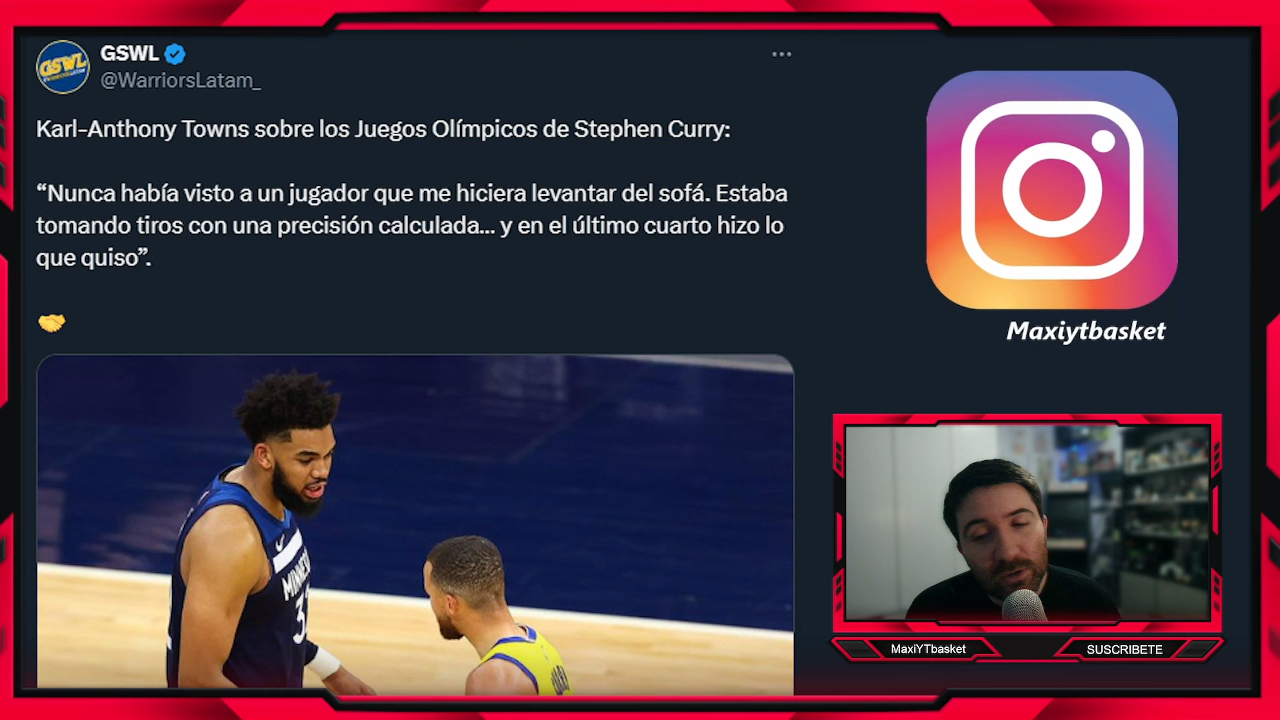 GSWL
@WarriorsLatam_
GSWL
Karl-Anthony Towns sobre los Juegos Olímpicos de Stephen Curry:
“Nunca había visto a un jugador que me hiciera levantar del sofá. Estaba
tomando tiros con una precisión calculada... y en el último cuarto hizo lo
que quiso”.
Maxiytbasket
MaxiYTbasket
SUSCRIBETE